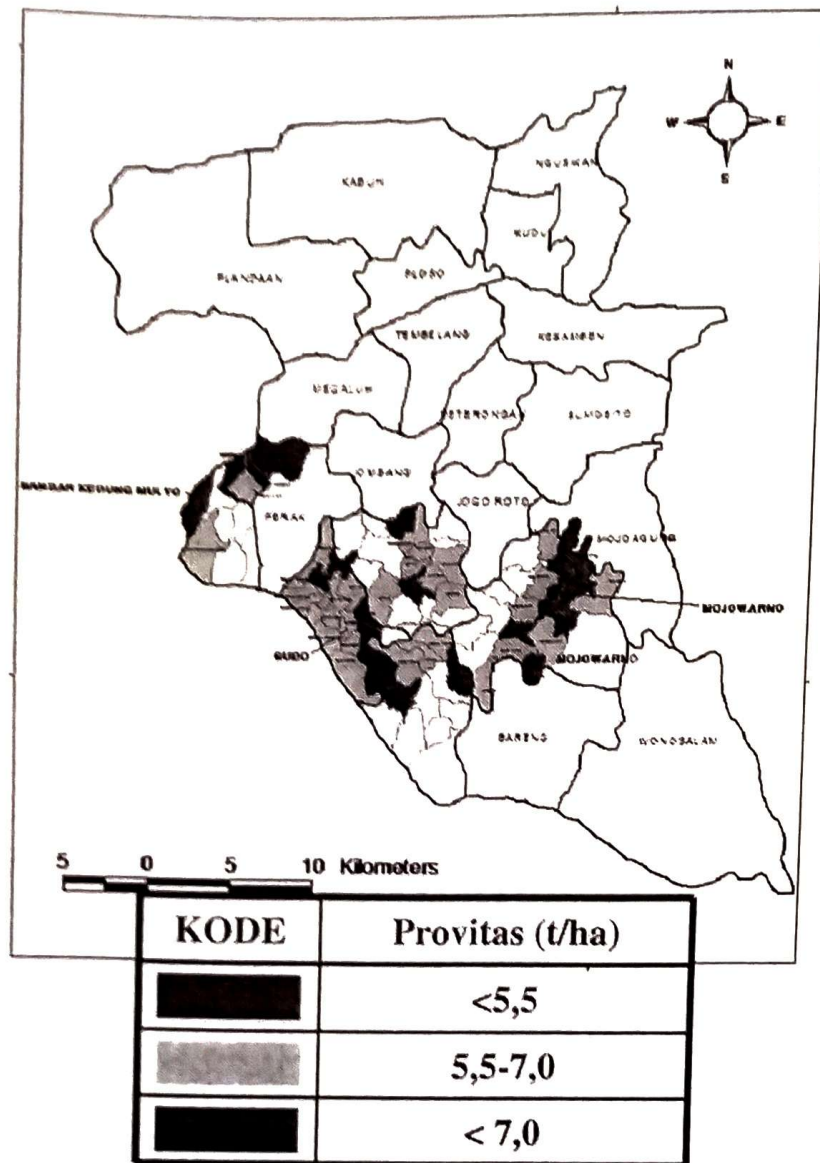 N
W E
S
KABUH
NGUSIKAN
KUDU
PLANDAAN
PLOSO
TEMBELANG
KESAMBEN
MEGALUH
PETERONGAN
SUMOBITO
JOMBANG
BANDAR KEDUNG MULYO
PERAK
JOGO ROTO
MOJOAGUNG
MOJOWARNO
GUDO
MOJOWARNO
BARENG
WONOSALAM
5 0 5 10 Kilometers
KODE Provitas (t/ha)
<5,5
5,5-7,0
< 7,0